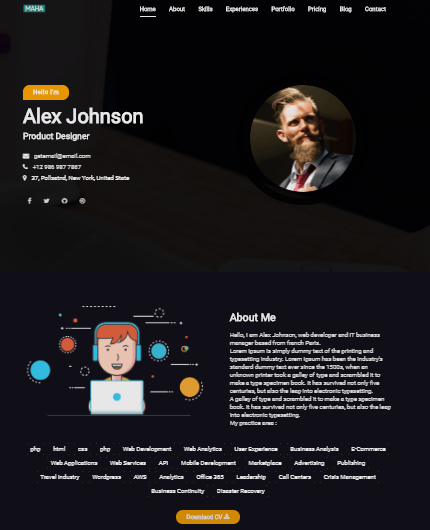 MAHA
Home About Skills Experiences Portfolio Pricing Blog Contact
Hello I'm
Alex Johnson
Product Designer
getemail@email.com
+12 986 987 7867
37, Pollsatnd, New York, United State
About Me
Hello, I am Alex Johnson, web developer and IT business
manager based from french Paris.
Lorem Ipsum is simply dummy text of the printing and
typesetting industry. Lorem Ipsum has been the industry's
standard dummy text ever since the 1500s, when an
unknown printer took a galley of type and scrambled it to
make a type specimen book. It has survived not only five
centuries, but also the leap into electronic typesetting.
A galley of type and scrambled it to make a type specimen
book. It has survived not only five centuries, but also the leap
into electronic typesetting.
My practice area :
php html css php Web Development Web Analytics User Experience Business Analysis E-Commerce
Web Applications Web Services API Mobile Development Marketplace Advertising Publishing
Travel Industry Wordpress AWS Analytics Office 365 Leadership Call Centers Crisis Management
Business Continuity Disaster Recovery
Download CV